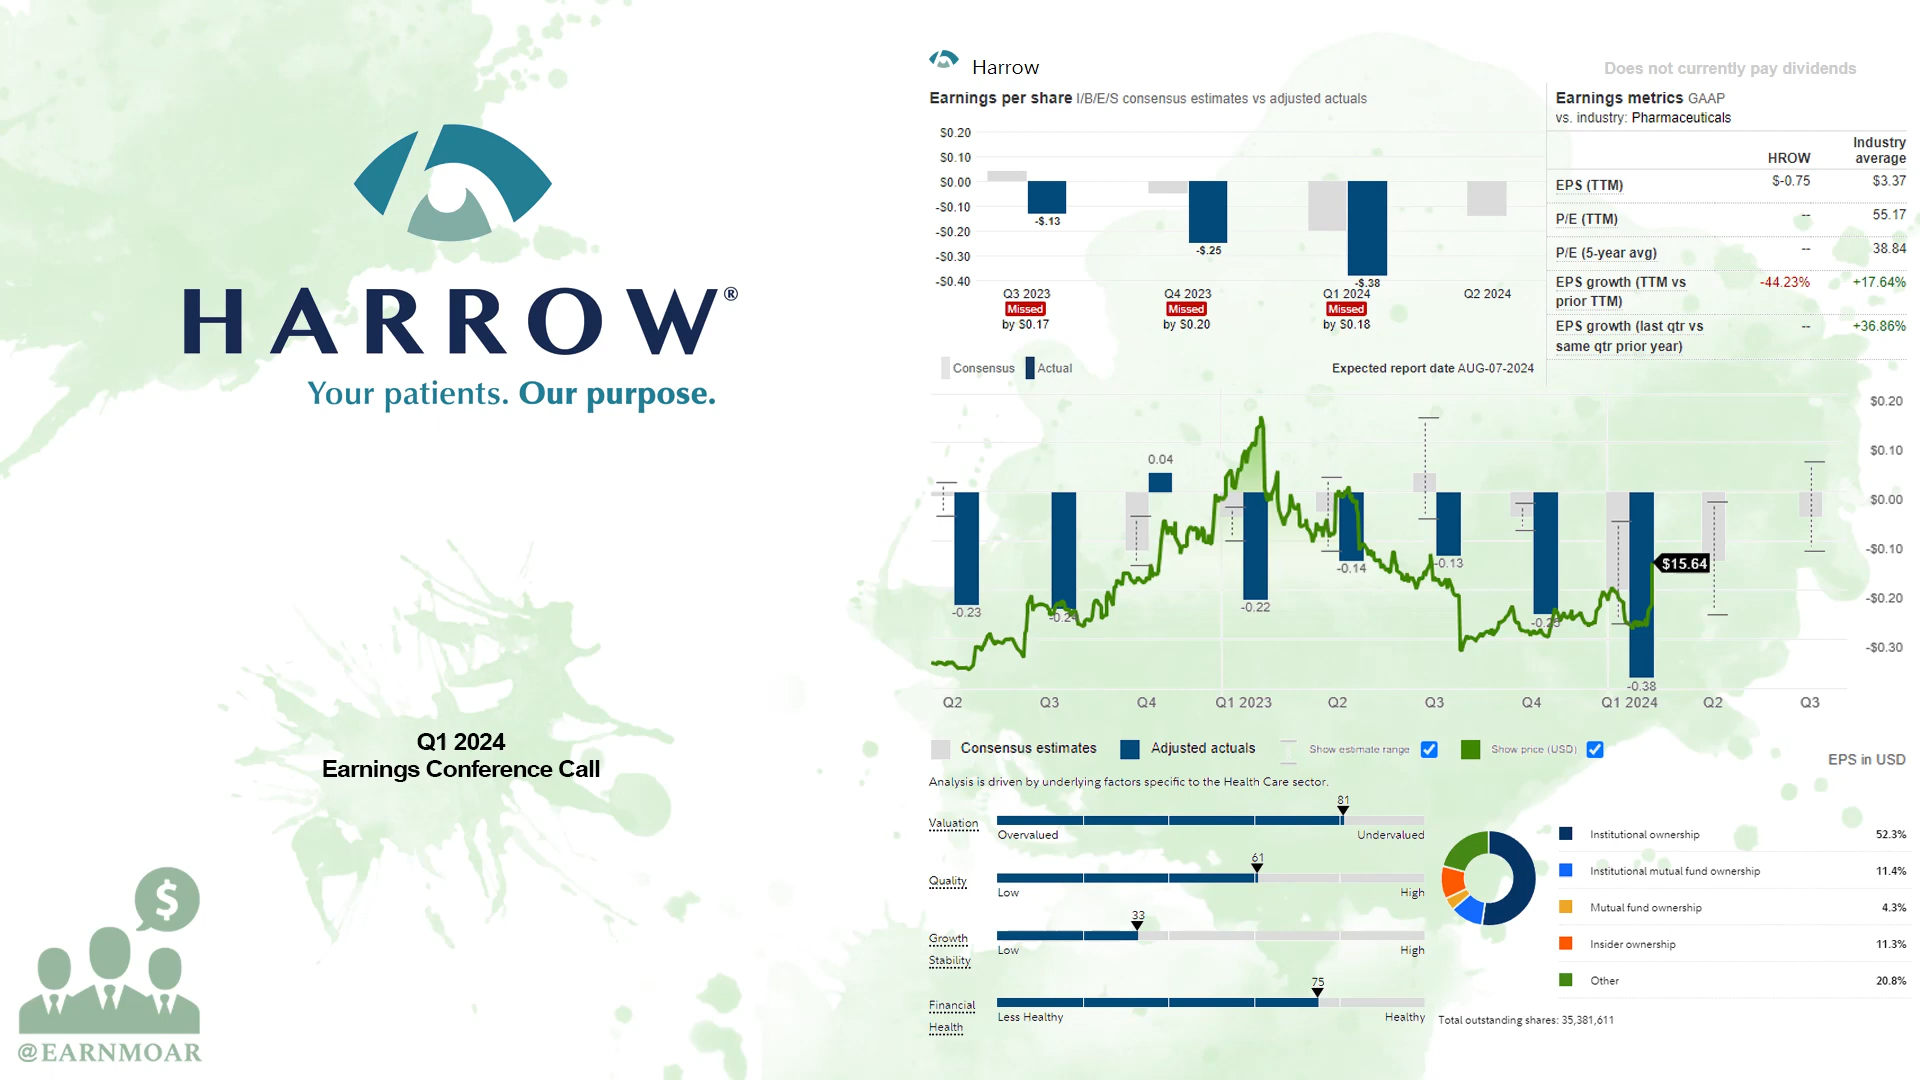 HARROW®
Your patients. Our purpose.
Q1 2024
Earnings Conference Call
$
@EARNMOAR
Harrow
Does not currently pay dividends
Earnings per share I/B/E/S consensus estimates vs adjusted actuals
$0.20
$0.10
$0.00
-$0.10
-$0.20
-$0.30
-$0.40
-$.13
-$.25
-$.38
Q3 2023
Missed
by $0.17
Q4 2023
Missed
by $0.20
Q1 2024
Missed
by $0.18
Q2 2024
Consensus
Actual
Expected report date AUG-07-2024
Earnings metrics GAAP
vs. industry: Pharmaceuticals
HROW
Industry
average
EPS (TTM)
$-0.75
$3.37
P/E (TTM)
--
55.17
P/E (5-year avg)
--
38.84
EPS growth (TTM vs
prior TTM)
-44.23%
+17.64%
EPS growth (last qtr vs
same qtr prior year)
--
+36.86%
$0.20
$0.10
$0.00
-$0.10
-$0.20
-$0.30
-0.23
0.04
-0.22
-0.14
-0.13
-0.38
$15.64
Q2
Q3
Q4
Q1 2023
Q2
Q3
Q4
Q1 2024
Q2
Q3
Consensus estimates
Adjusted actuals
Show estimate range
Show price (USD)
EPS in USD
Analysis is driven by underlying factors specific to the Health Care sector.
Valuation
81
Overvalued
Undervalued
Quality
61
Low
High
Growth
Stability
33
Low
High
Financial
Health
75
Less Healthy
Healthy
Institutional ownership
52.3%
Institutional mutual fund ownership
11.4%
Mutual fund ownership
4.3%
Insider ownership
11.3%
Other
20.8%
Total outstanding shares: 35,381,611